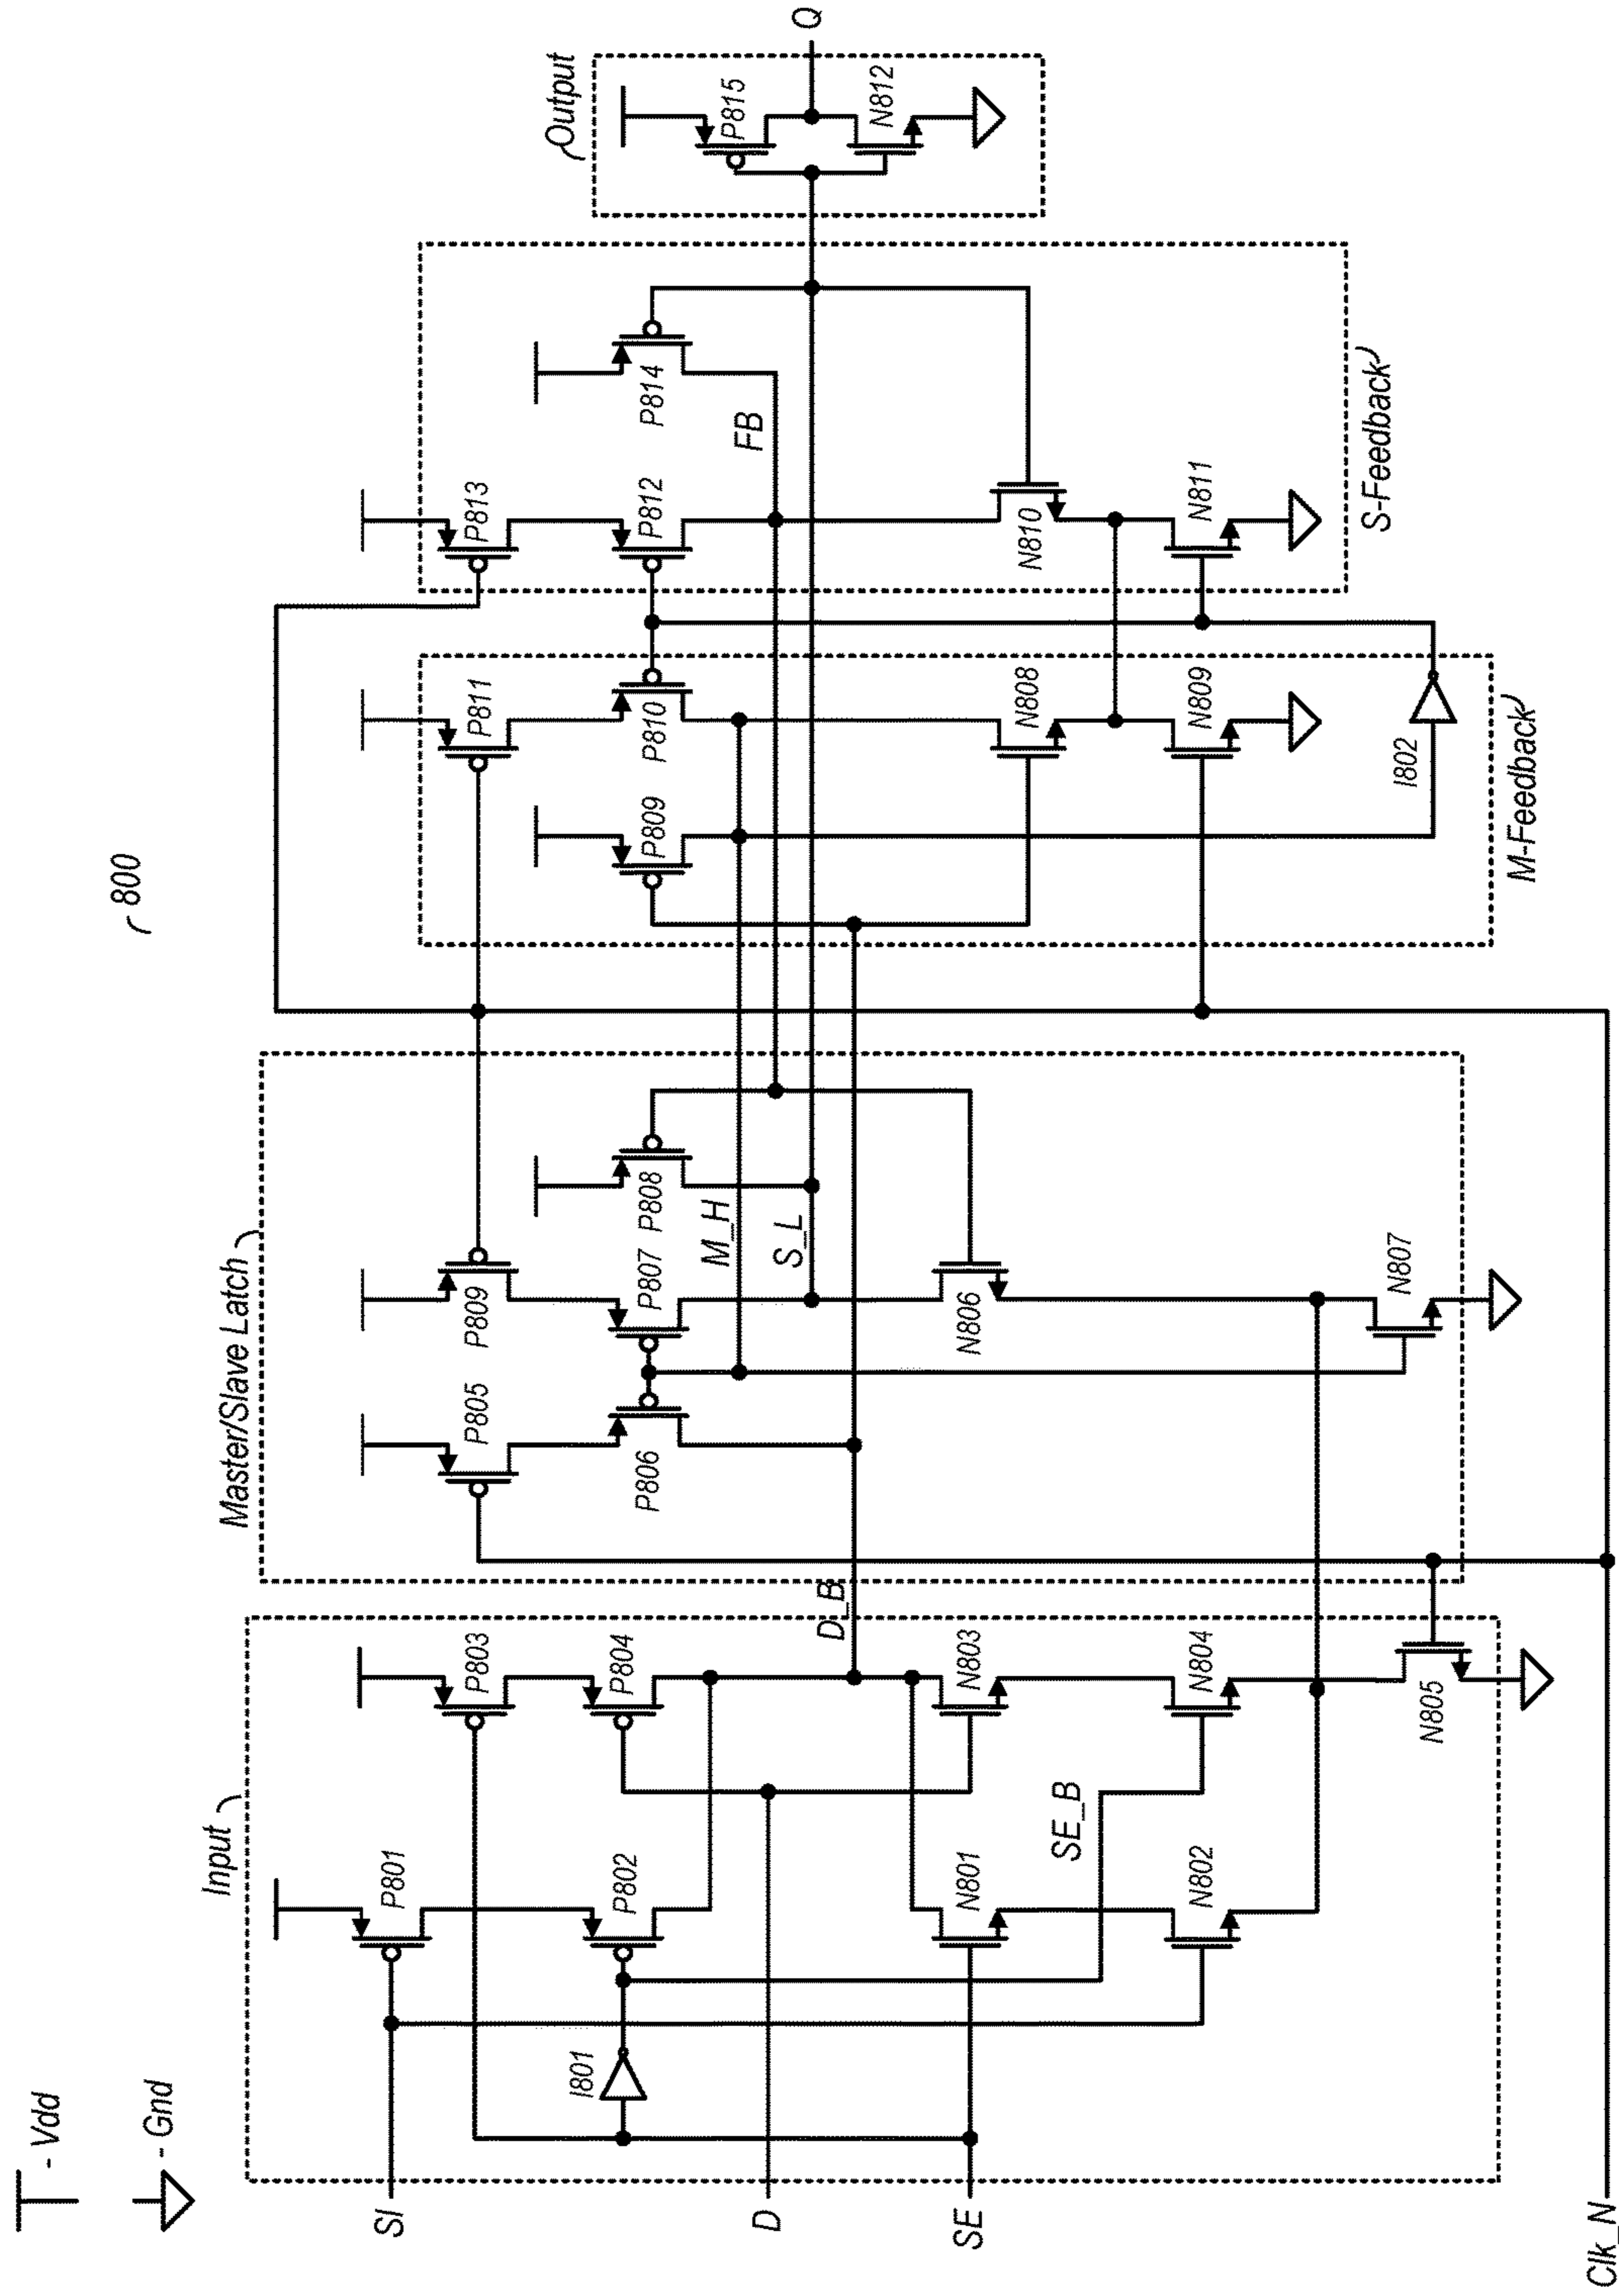 800
- Vdd
- Gnd
Input
Master/Slave Latch
M-Feedback
S-Feedback
Output
SI
D
SE
Clk_N
Q
P801
P802
P803
P804
I801
SE_B
N801
N802
N803
N804
N805
D_B
P805
P806
P809
P807
P808
M_H
S_L
N806
N807
P811
P810
P809
N808
N809
I802
P813
P812
P814
FB
N810
N811
P815
N812